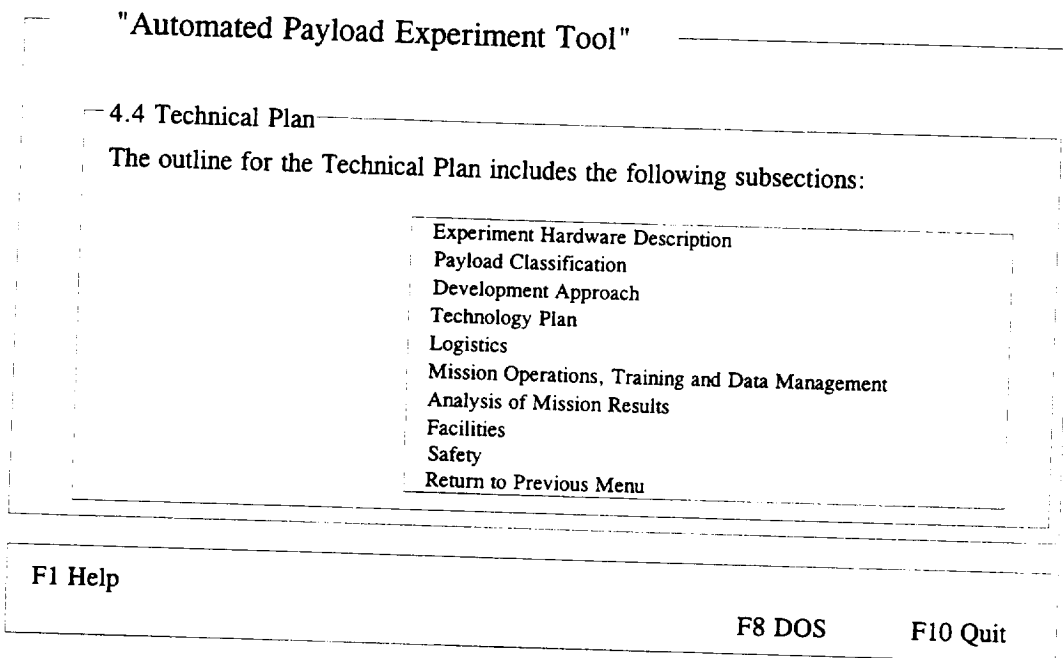 "Automated Payload Experiment Tool"
4.4 Technical Plan
The outline for the Technical Plan includes the following subsections:
Experiment Hardware Description
Payload Classification
Development Approach
Technology Plan
Logistics
Mission Operations, Training and Data Management
Analysis of Mission Results
Facilities
Safety
Return to Previous Menu
F1 Help
F8 DOS F10 Quit